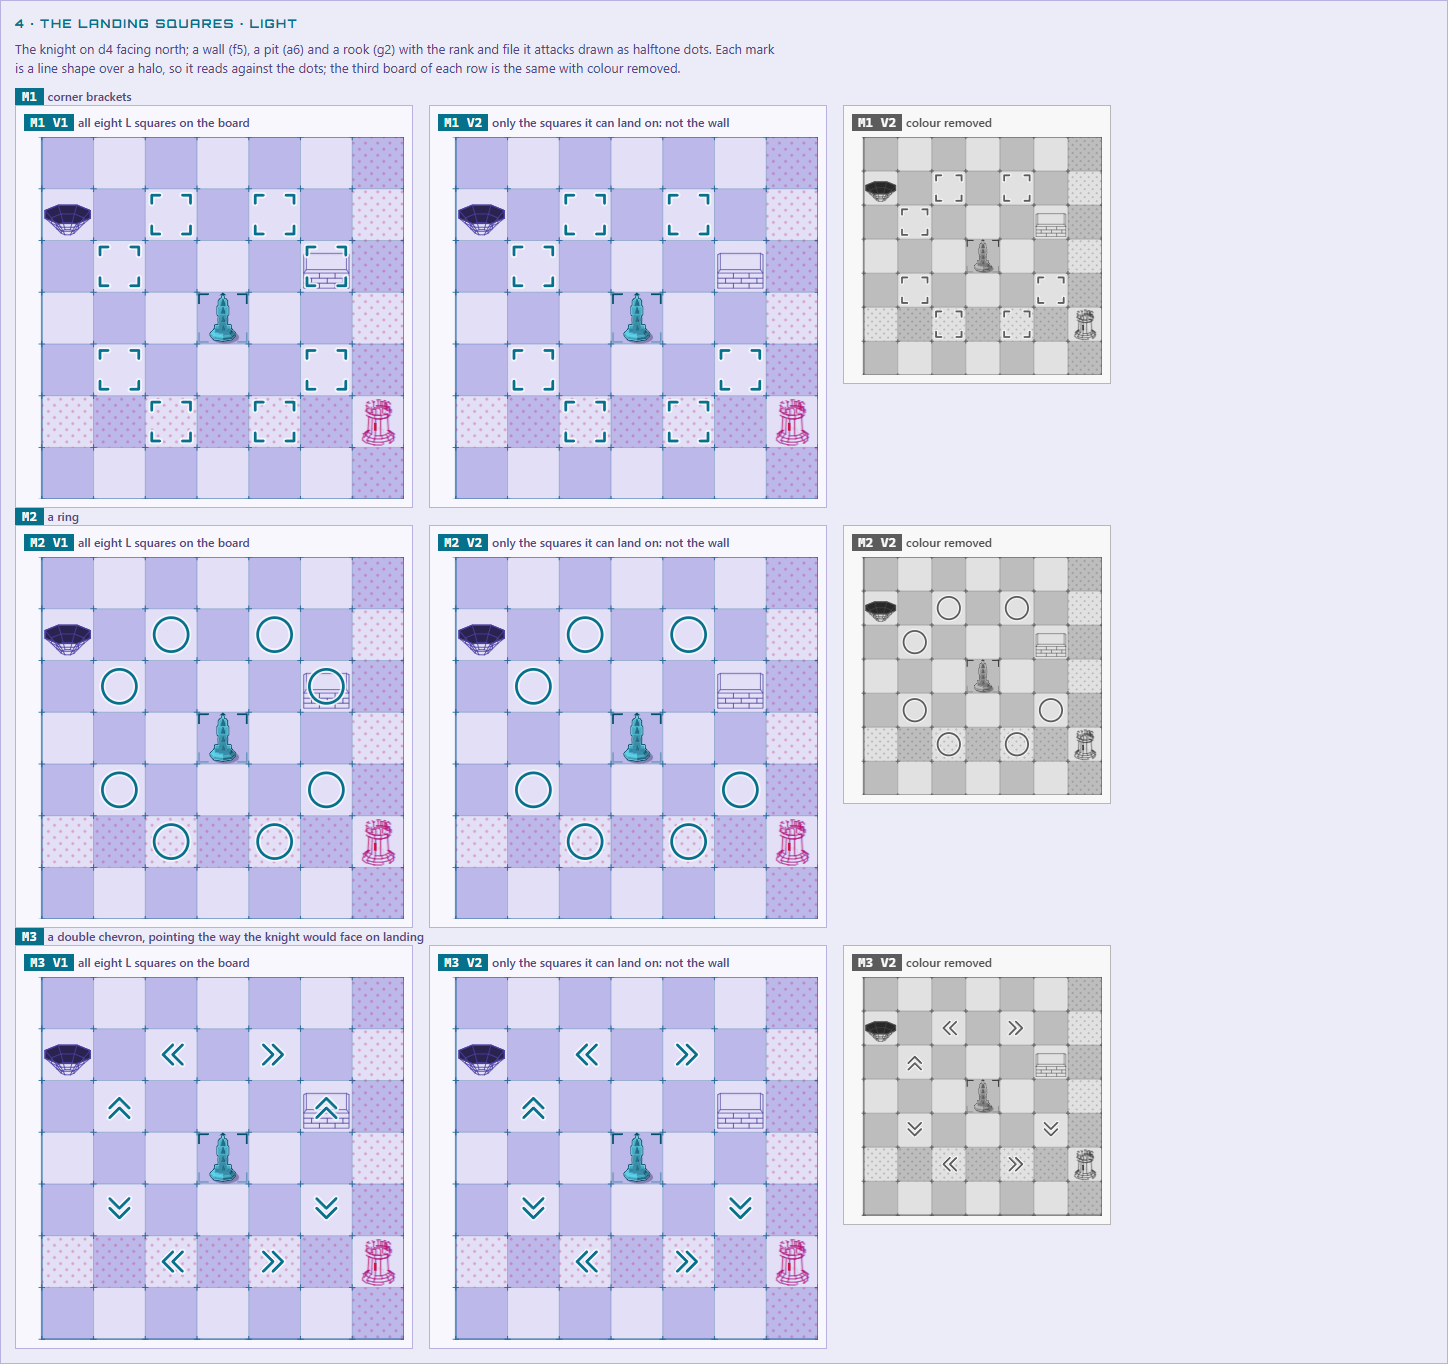 4 · THE LANDING SQUARES · LIGHT
The knight on d4 facing north; a wall (f5), a pit (a6) and a rook (g2) with the rank and file it attacks drawn as halftone dots. Each mark
is a line shape over a halo, so it reads against the dots; the third board of each row is the same with colour removed.
M1 corner brackets
M1 V1 all eight L squares on the board
M1 V2 only the squares it can land on: not the wall
M1 V2 colour removed
M2 a ring
M2 V1 all eight L squares on the board
M2 V2 only the squares it can land on: not the wall
M2 V2 colour removed
M3 a double chevron, pointing the way the knight would face on landing
M3 V1 all eight L squares on the board
M3 V2 only the squares it can land on: not the wall
M3 V2 colour removed